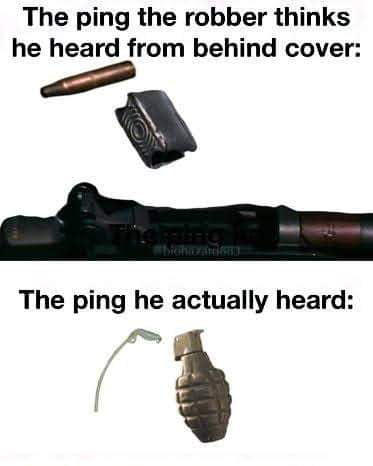 The ping the robber thinks
he heard from behind cover:
The ping he actually heard: